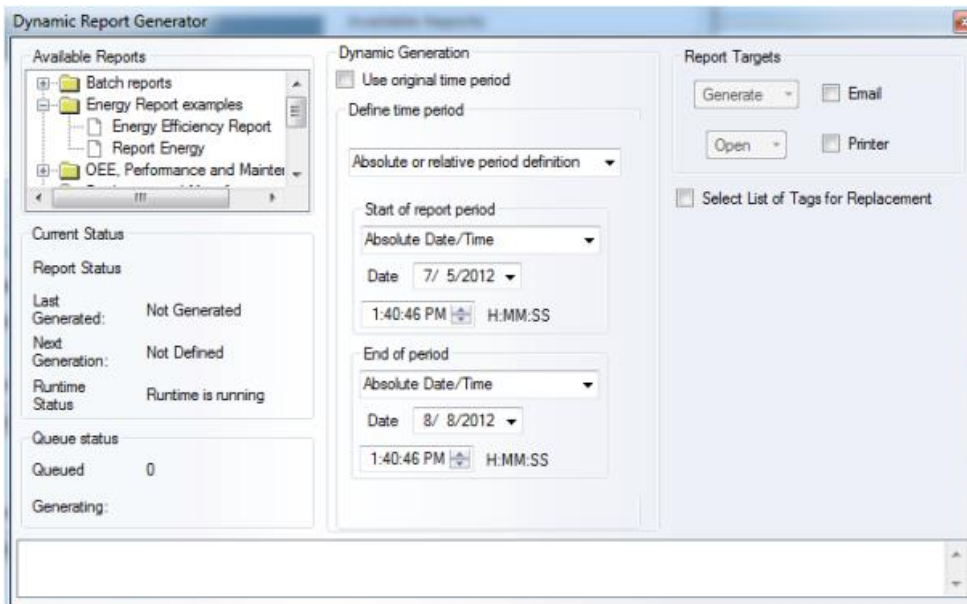 Dynamic Report Generator
Available Reports
Batch reports
Energy Report examples
Energy Efficiency Report
Report Energy
OEE, Performance and Mainter
Current Status
Report Status
Last Generated: Not Generated
Next Generation: Not Defined
Runtime Status Runtime is running
Queue status
Queued 0
Generating:
Dynamic Generation
Use original time period
Define time period
Absolute or relative period definition
Start of report period
Absolute Date/Time
Date 7/ 5/2012
1:40:46 PM H:MM:SS
End of period
Absolute Date/Time
Date 8/ 8/2012
1:40:46 PM H:MM:SS
Report Targets
Generate Email
Open Printer
Select List of Tags for Replacement